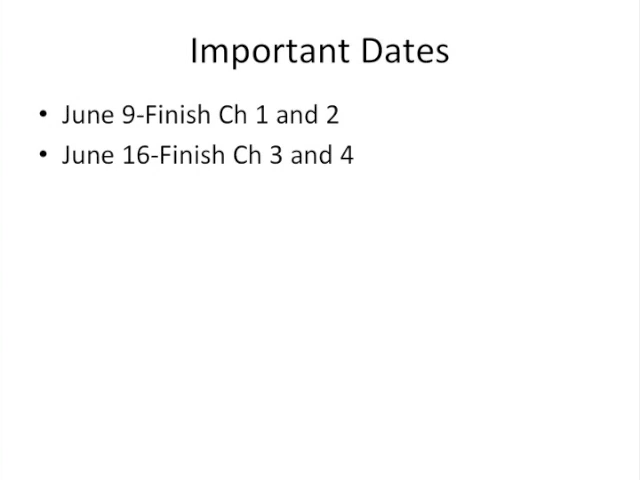 Important Dates
• June 9-Finish Ch 1 and 2
• June 16-Finish Ch 3 and 4